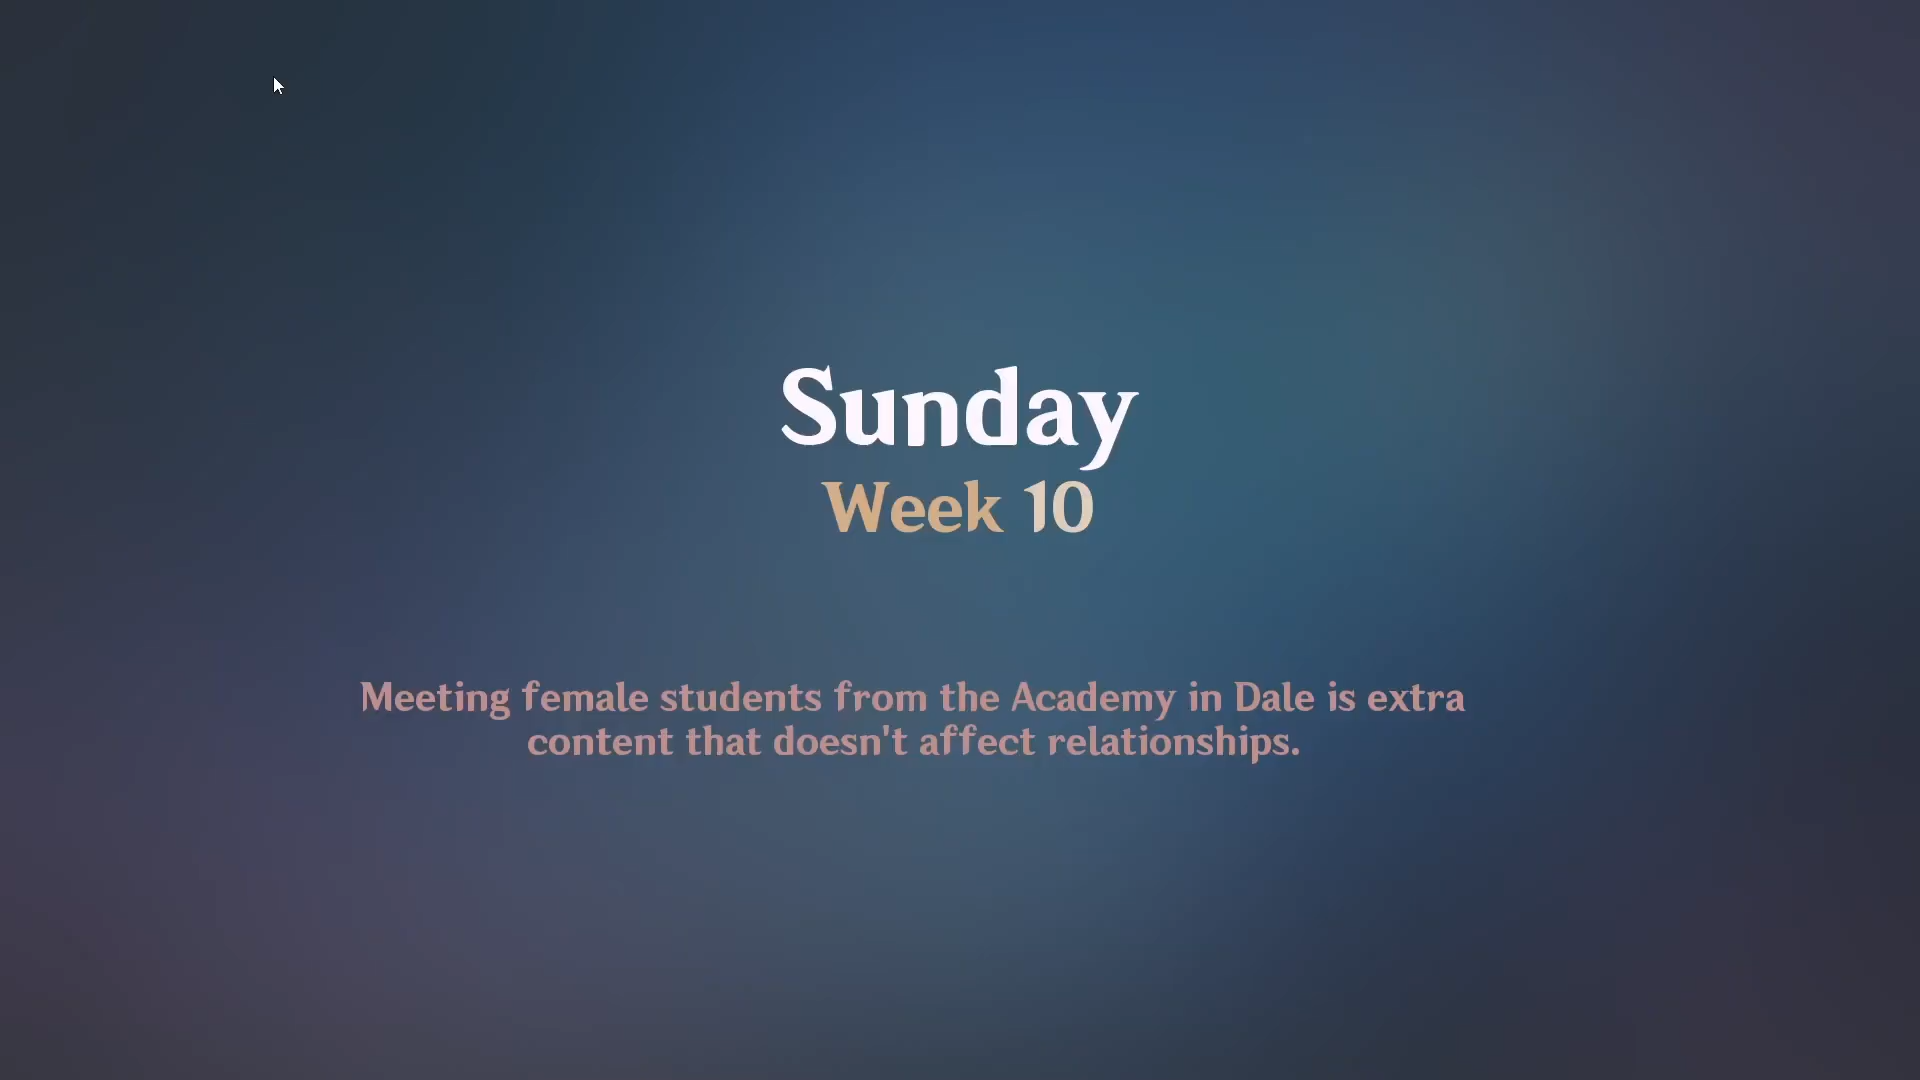 Sunday
Week 10
Meeting female students from the Academy in Dale is extra
content that doesn't affect relationships.